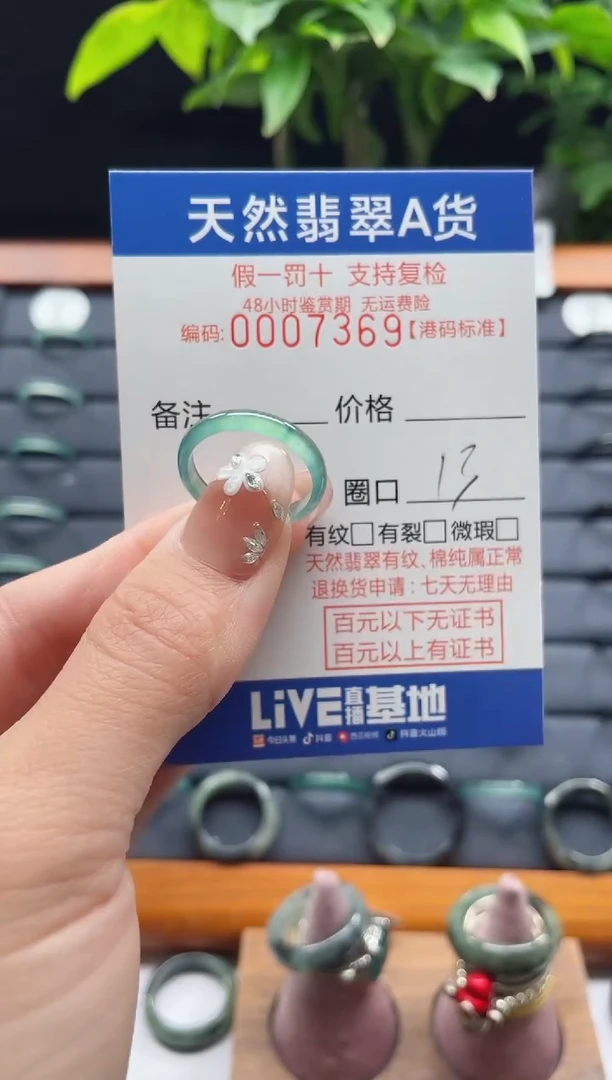 天然翡翠A货
假一罚十 支持复检
48小时鉴赏期 无运费险
编码:0007369【港码标准】
备注 价格
圈口
有纹□有裂□微瑕□
天然翡翠有纹、棉纯属正常
退换货申请:七天无理由
百元以下无证书
百元以上有证书
LiVE直播基地
今日头条 抖音 西瓜视频 抖音火山版